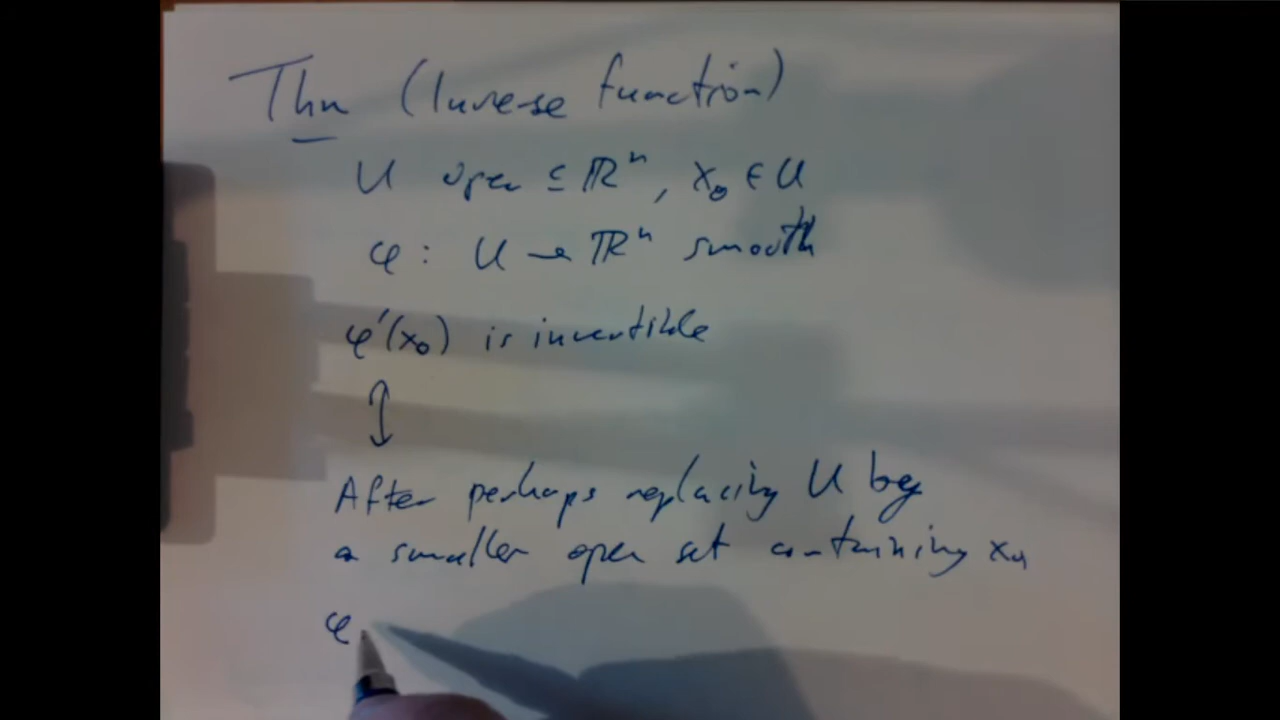 Thm (Inverse function)
U open ⊆ ℝⁿ, x₀ ∈ U
φ : U → ℝⁿ smooth
φ'(x₀) is invertible
↕
After perhaps replacing U by
a smaller open set containing x₀
φ